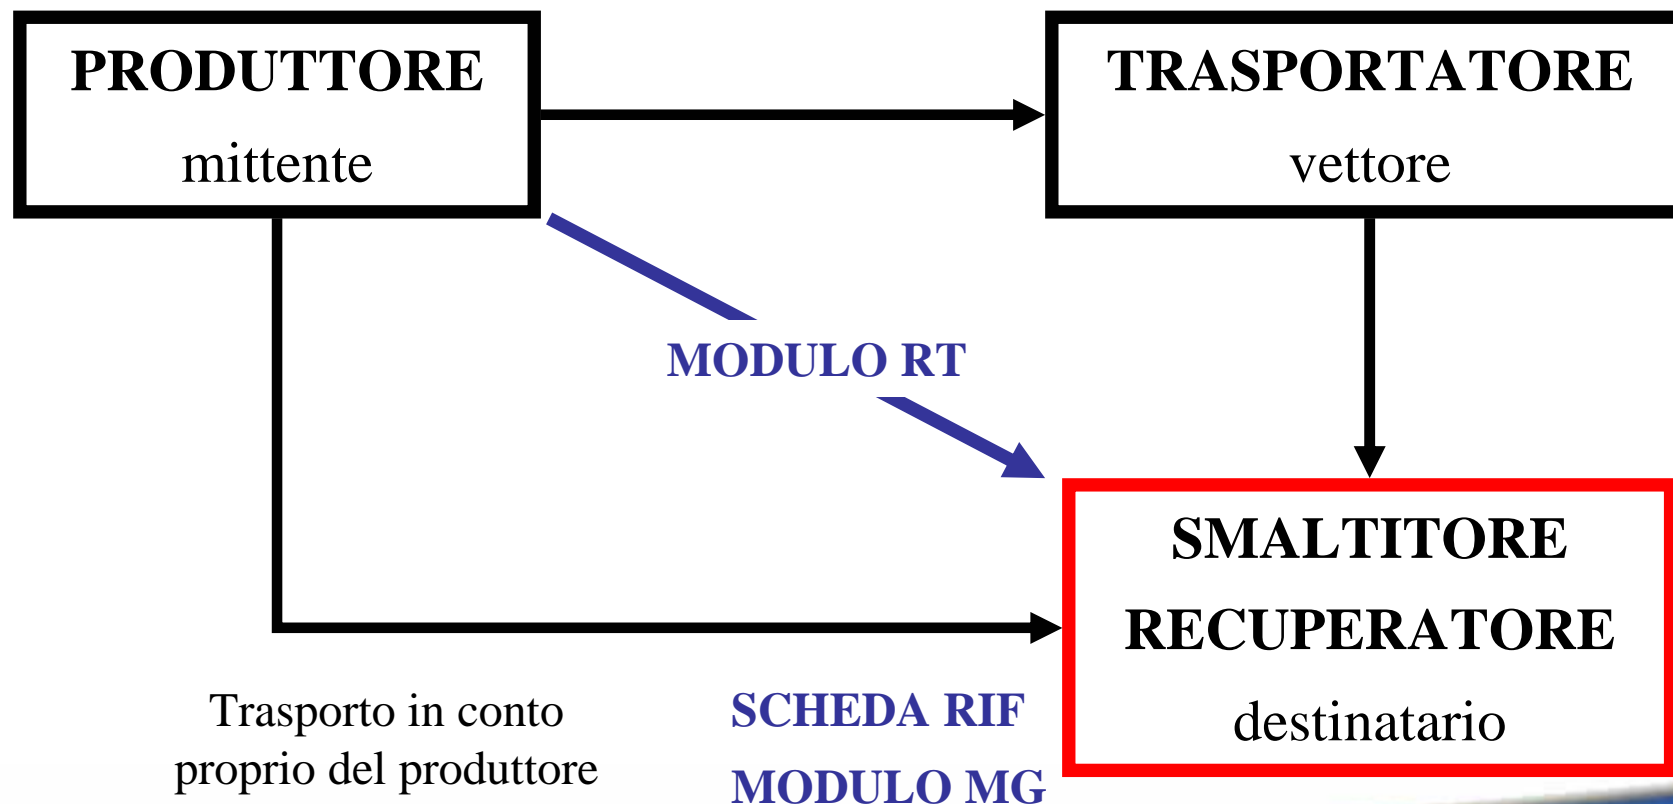 PRODUTTORE
mittente
TRASPORTATORE
vettore
MODULO RT
SMALTITORE
RECUPERATORE
destinatario
Trasporto in conto
proprio del produttore
SCHEDA RIF
MODULO MG